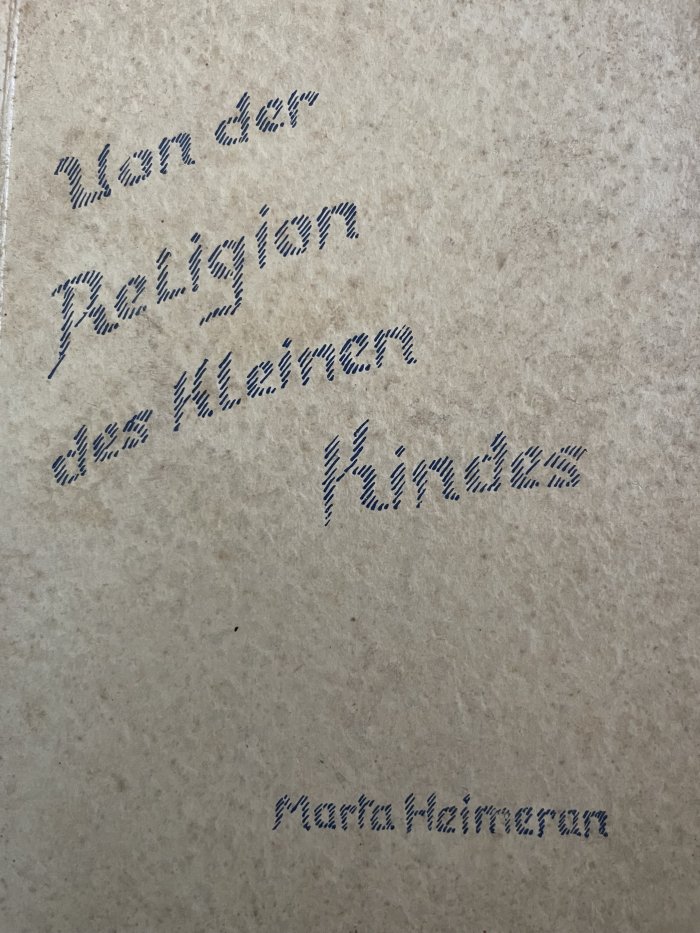 Von der
Religion
des kleinen
Kindes
Marta Heimeran